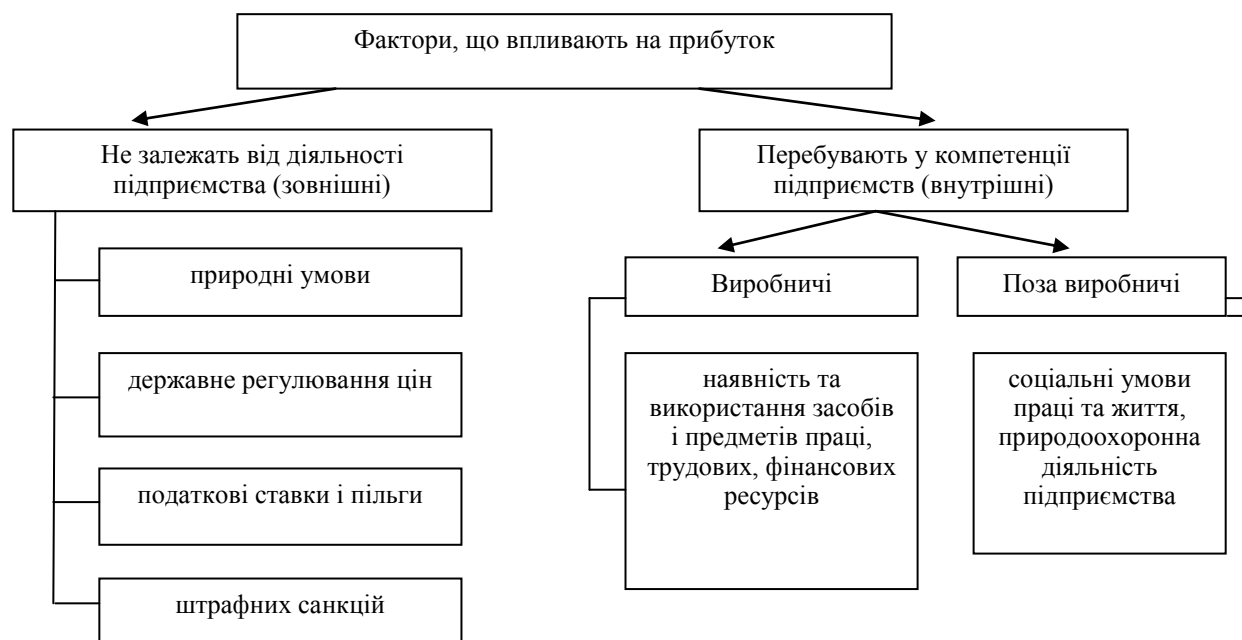 Фактори, що впливають на прибуток
Не залежать від діяльності
підприємства (зовнішні)
природні умови
державне регулювання цін
податкові ставки і пільги
штрафних санкцій
Перебувають у компетенції
підприємств (внутрішні)
Виробничі
наявність та
використання засобів
і предметів праці,
трудових, фінансових
ресурсів
Поза виробничі
соціальні умови
праці та життя,
природоохоронна
діяльність
підприємства